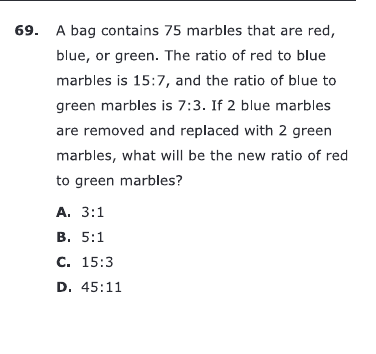 69. A bag contains 75 marbles that are red,
blue, or green. The ratio of red to blue
marbles is 15:7, and the ratio of blue to
green marbles is 7:3. If 2 blue marbles
are removed and replaced with 2 green
marbles, what will be the new ratio of red
to green marbles?
A. 3:1
B. 5:1
C. 15:3
D. 45:11